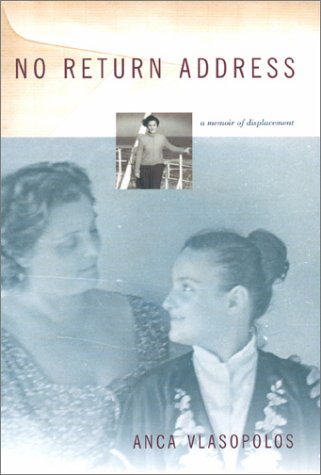 NO RETURN ADDRESS
a memoir of displacement
ANCA VLASOPOLOS